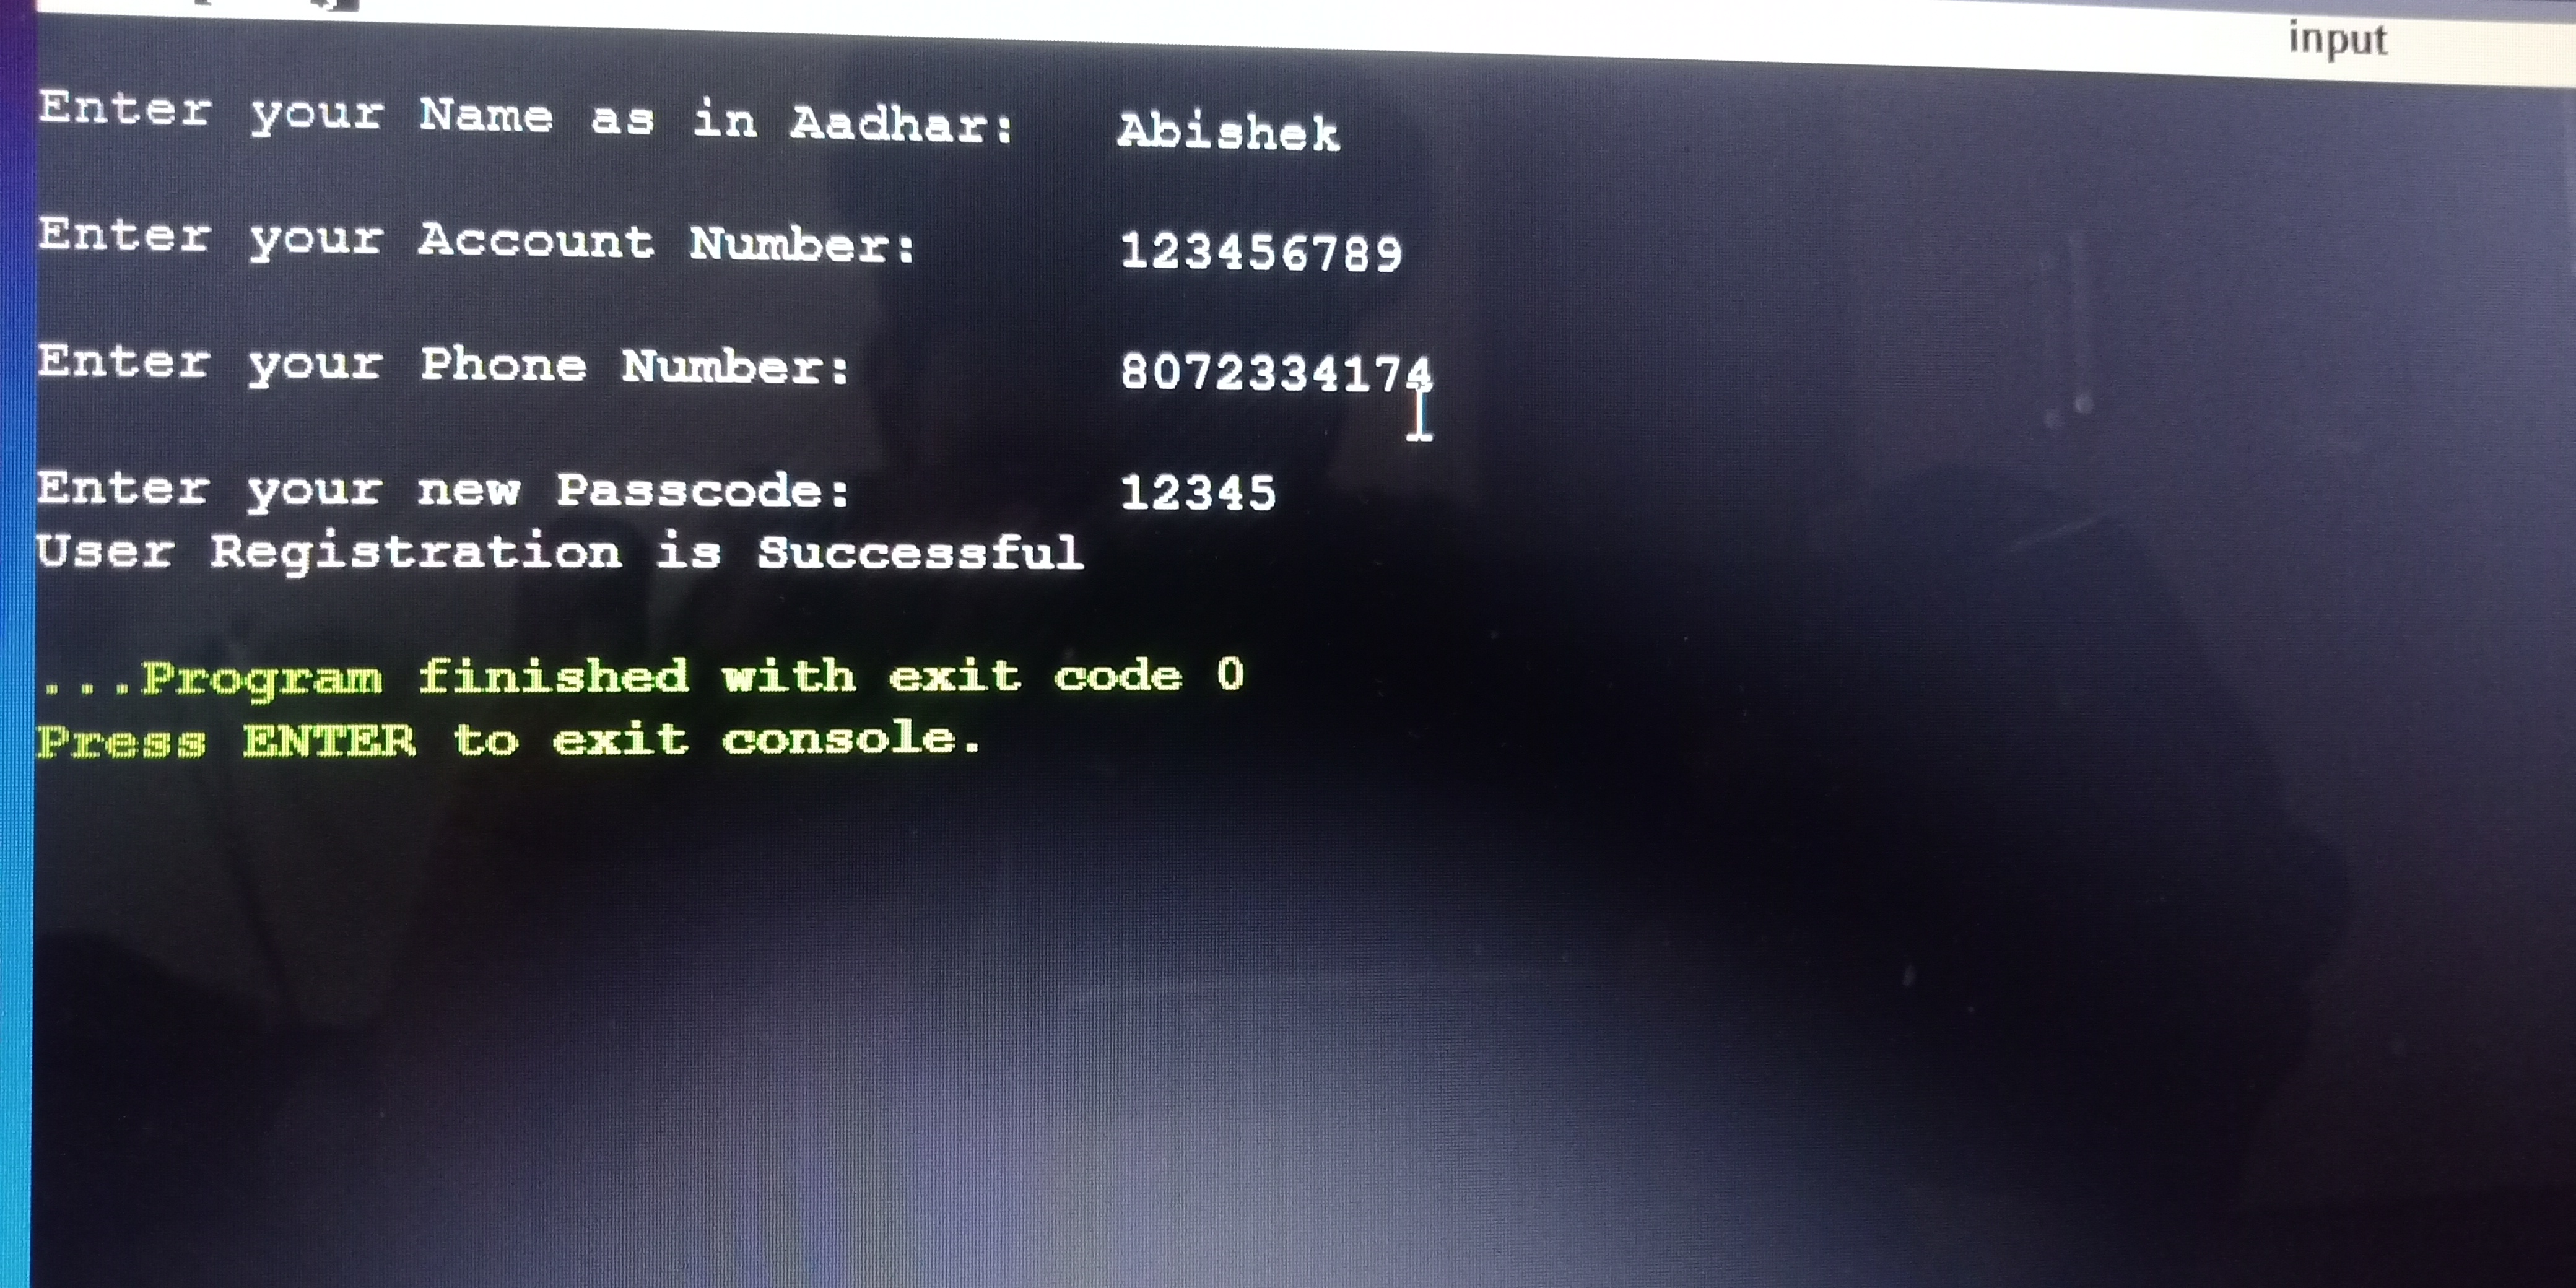 input
Enter your Name as in Aadhar: Abishek
Enter your Account Number: 123456789
Enter your Phone Number: 8072334174
Enter your new Passcode: 12345
User Registration is Successful
...Program finished with exit code 0
Press ENTER to exit console.